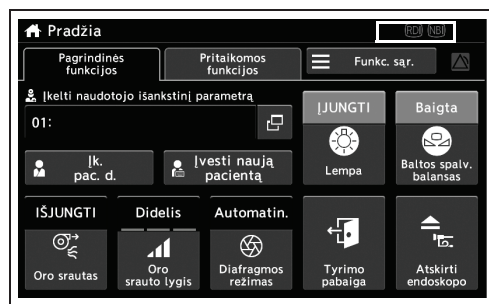 Pradžia
RDI NBI
Pagrindinės
funkcijos
Pritaikomos
funkcijos
Funkc. sąr.
Įkelti naudotojo išankstinį parametrą
01:
Įk.
pac. d.
Įvesti naują
pacientą
ĮJUNGTI
Lempa
Baigta
Baltos spalv.
balansas
IŠJUNGTI
Oro srautas
Didelis
Oro
srauto lygis
Automatin.
Diafragmos
režimas
Tyrimo
pabaiga
Atskirti
endoskopo